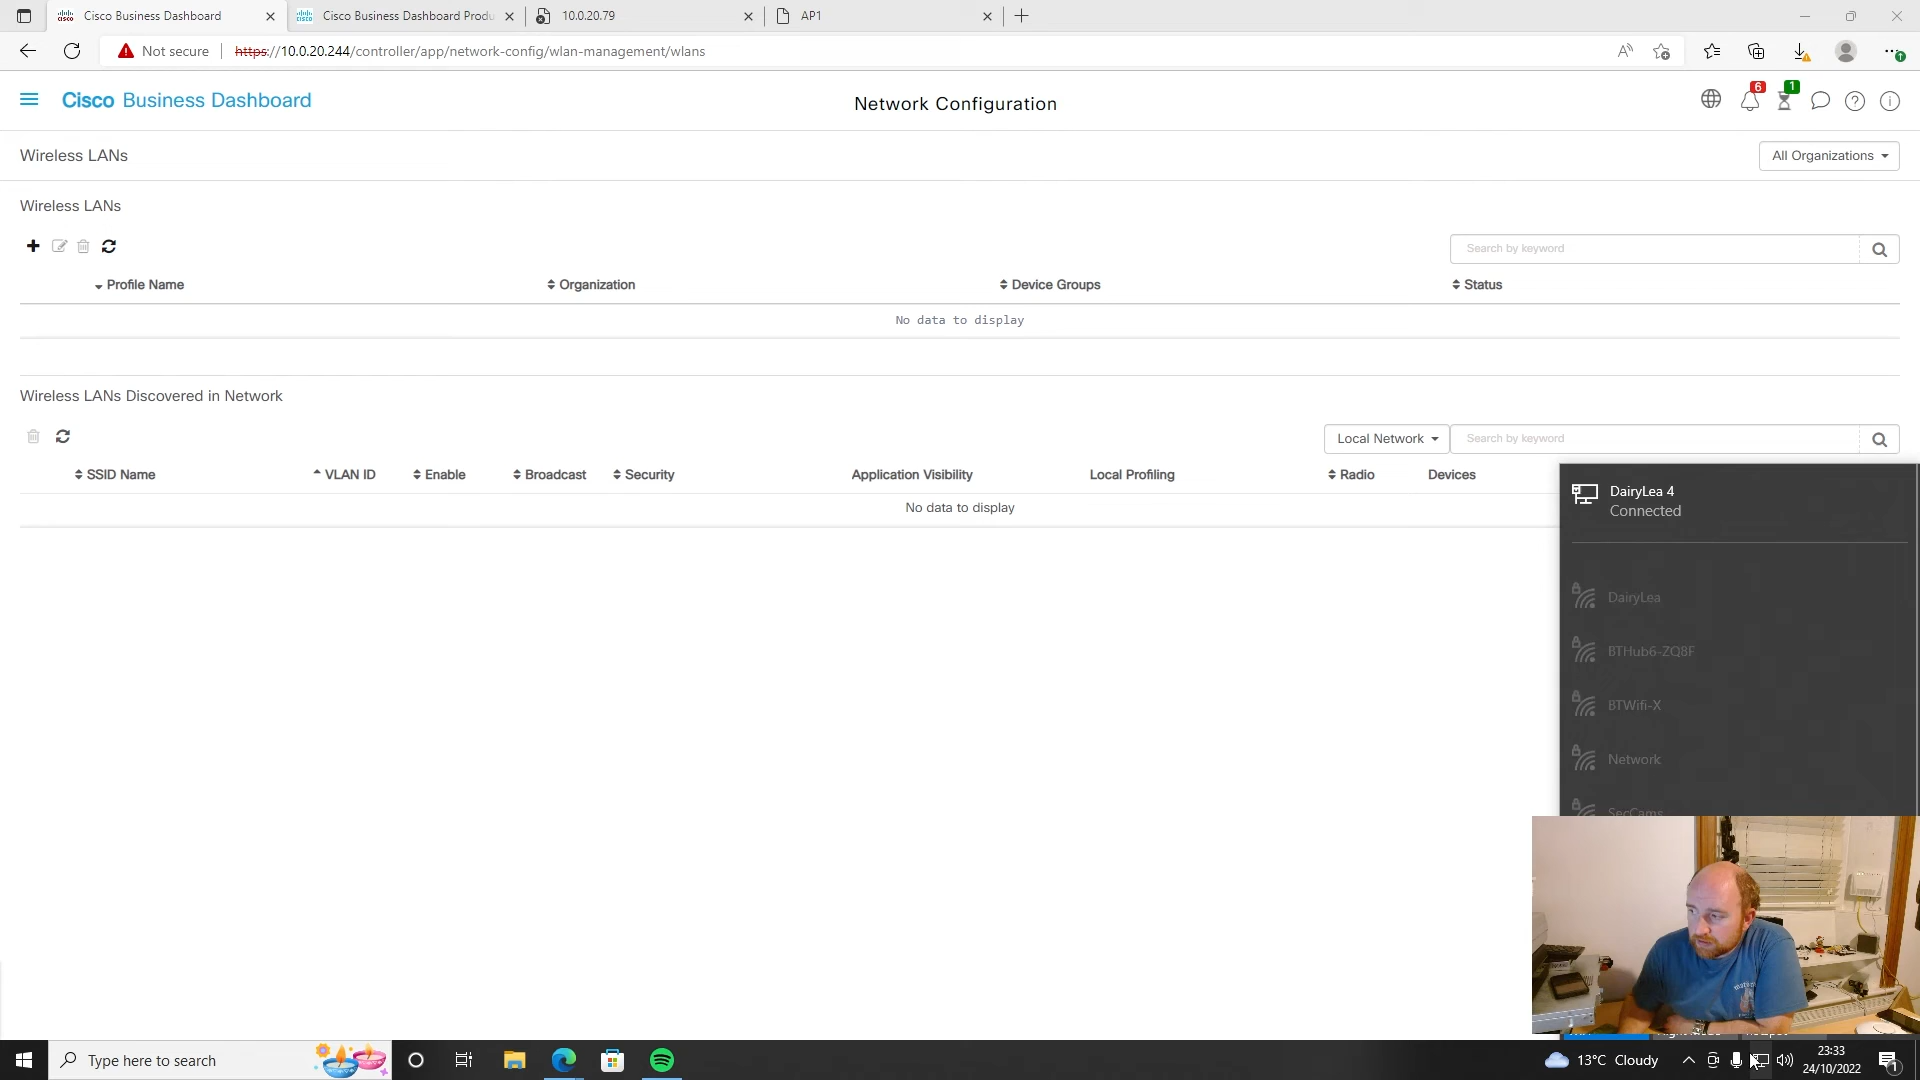 Cisco Business Dashboard
Cisco Business Dashboard Produ
10.0.20.79
AP1
Not secure
https://10.0.20.244/controller/app/network-config/wlan-management/wlans
Cisco Business Dashboard
Network Configuration
6
1
Wireless LANs
All Organizations
Wireless LANs
Search by keyword
Profile Name
Organization
Device Groups
Status
No data to display
Wireless LANs Discovered in Network
Local Network
Search by keyword
SSID Name
VLAN ID
Enable
Broadcast
Security
Application Visibility
Local Profiling
Radio
Devices
No data to display
DairyLea 4
Connected
DairyLea
BTHub6-ZQ8F
BTWifi-X
Network
SecCams
Type here to search
13°C Cloudy
23:33
24/10/2022
1